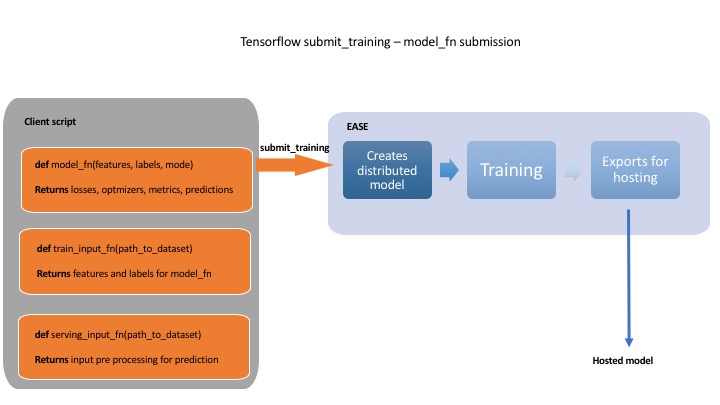 Tensorflow submit_training – model_fn submission
Client script
def model_fn(features, labels, mode)
Returns losses, optmizers, metrics, predictions
def train_input_fn(path_to_dataset)
Returns features and labels for model_fn
def serving_input_fn(path_to_dataset)
Returns input pre processing for prediction
submit_training
EASE
Creates
distributed
model
Training
Exports for
hosting
Hosted model